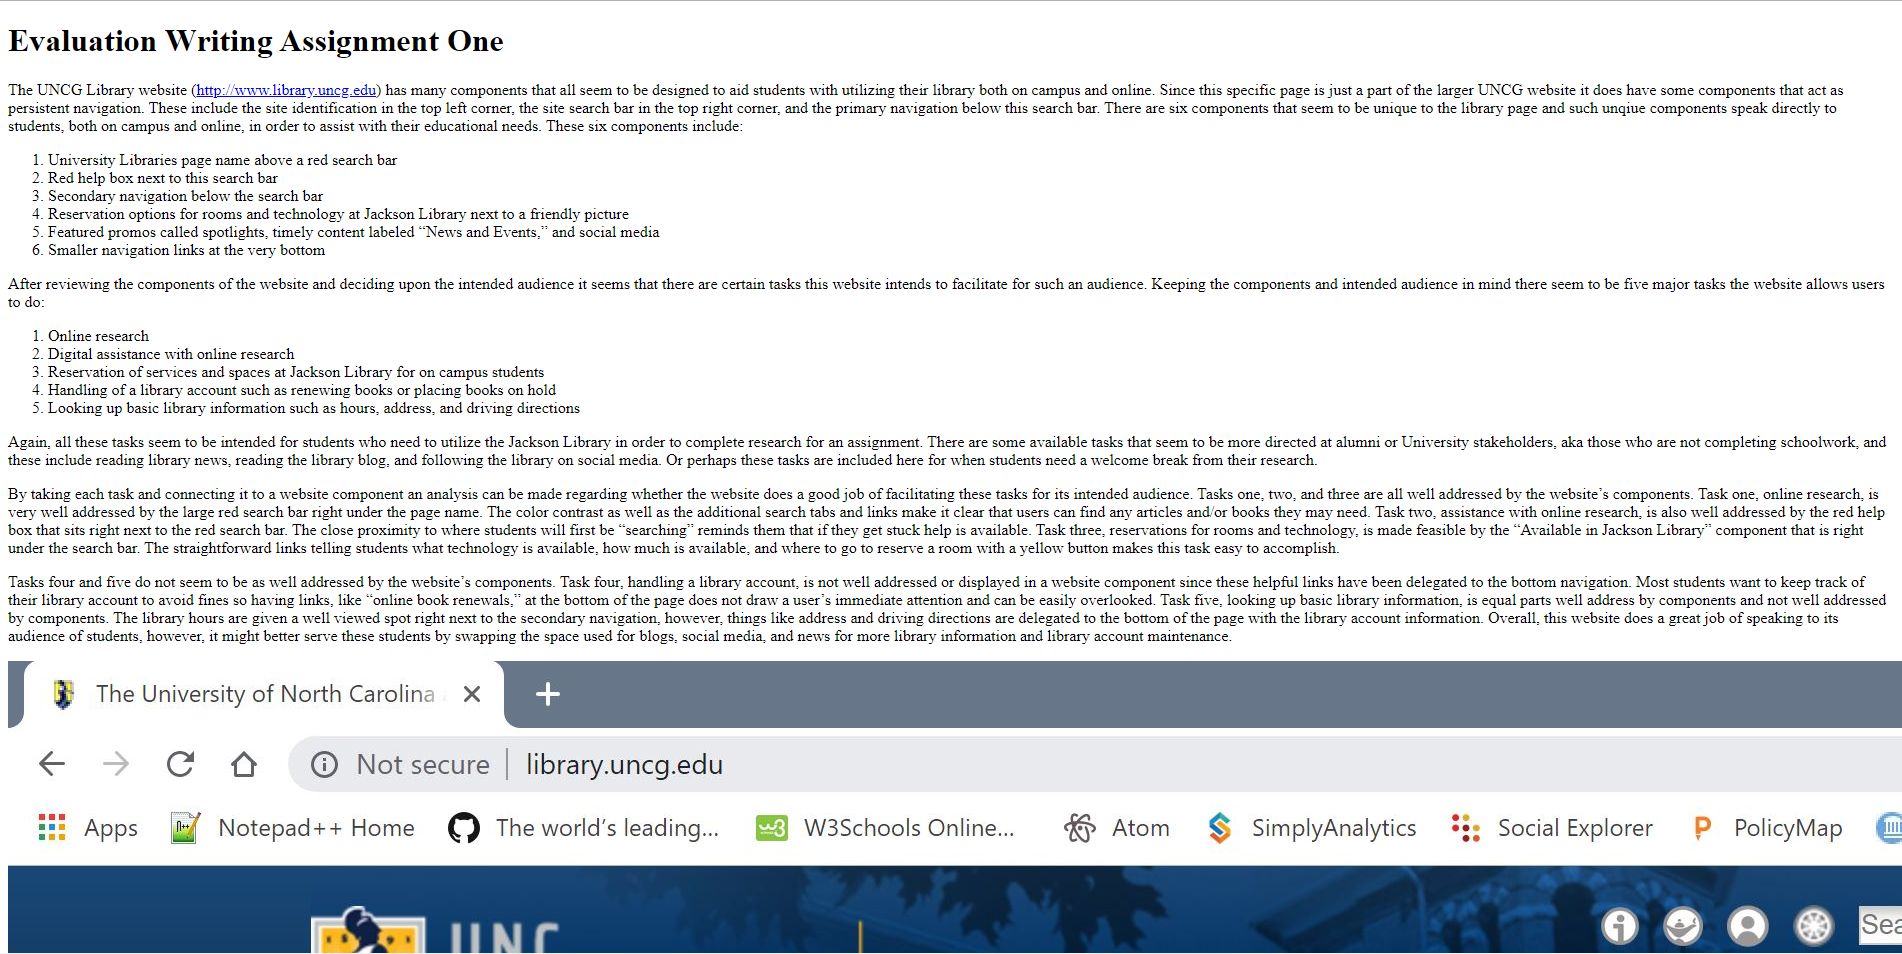 Evaluation Writing Assignment One
The UNCG Library website (http://www.library.uncg.edu) has many components that all seem to be designed to aid students with utilizing their library both on campus and online. Since this specific page is just a part of the larger UNCG website it does have some components that act as
persistent navigation. These include the site identification in the top left corner, the site search bar in the top right corner, and the primary navigation below this search bar. There are six components that seem to be unique to the library page and such unqiue components speak directly to
students, both on campus and online, in order to assist with their educational needs. These six components include:
1. University Libraries page name above a red search bar
2. Red help box next to this search bar
3. Secondary navigation below the search bar
4. Reservation options for rooms and technology at Jackson Library next to a friendly picture
5. Featured promos called spotlights, timely content labeled “News and Events,” and social media
6. Smaller navigation links at the very bottom
After reviewing the components of the website and deciding upon the intended audience it seems that there are certain tasks this website intends to facilitate for such an audience. Keeping the components and intended audience in mind there seem to be five major tasks the website allows users
to do:
1. Online research
2. Digital assistance with online research
3. Reservation of services and spaces at Jackson Library for on campus students
4. Handling of a library account such as renewing books or placing books on hold
5. Looking up basic library information such as hours, address, and driving directions
Again, all these tasks seem to be intended for students who need to utilize the Jackson Library in order to complete research for an assignment. There are some available tasks that seem to be more directed at alumni or University stakeholders, aka those who are not completing schoolwork, and
these include reading library news, reading the library blog, and following the library on social media. Or perhaps these tasks are included here for when students need a welcome break from their research.
By taking each task and connecting it to a website component an analysis can be made regarding whether the website does a good job of facilitating these tasks for its intended audience. Tasks one, two, and three are all well addressed by the website’s components. Task one, online research, is
very well addressed by the large red search bar right under the page name. The color contrast as well as the additional search tabs and links make it clear that users can find any articles and/or books they may need. Task two, assistance with online research, is also well addressed by the red help
box that sits right next to the red search bar. The close proximity to where students will first be “searching” reminds them that if they get stuck help is available. Task three, reservations for rooms and technology, is made feasible by the “Available in Jackson Library” component that is right
under the search bar. The straightforward links telling students what technology is available, how much is available, and where to go to reserve a room with a yellow button makes this task easy to accomplish.
Tasks four and five do not seem to be as well addressed by the website’s components. Task four, handling a library account, is not well addressed or displayed in a website component since these helpful links have been delegated to the bottom navigation. Most students want to keep track of
their library account to avoid fines so having links, like “online book renewals,” at the bottom of the page does not draw a user’s immediate attention and can be easily overlooked. Task five, looking up basic library information, is equal parts well address by components and not well addressed
by components. The library hours are given a well viewed spot right next to the secondary navigation, however, things like address and driving directions are delegated to the bottom of the page with the library account information. Overall, this website does a great job of speaking to its
audience of students, however, it might better serve these students by swapping the space used for blogs, social media, and news for more library information and library account maintenance.
The University of North Carolina
Not secure library.uncg.edu
Apps Notepad++ Home The world’s leading... W3Schools Online... Atom SimplyAnalytics Social Explorer PolicyMap
UNC Sea